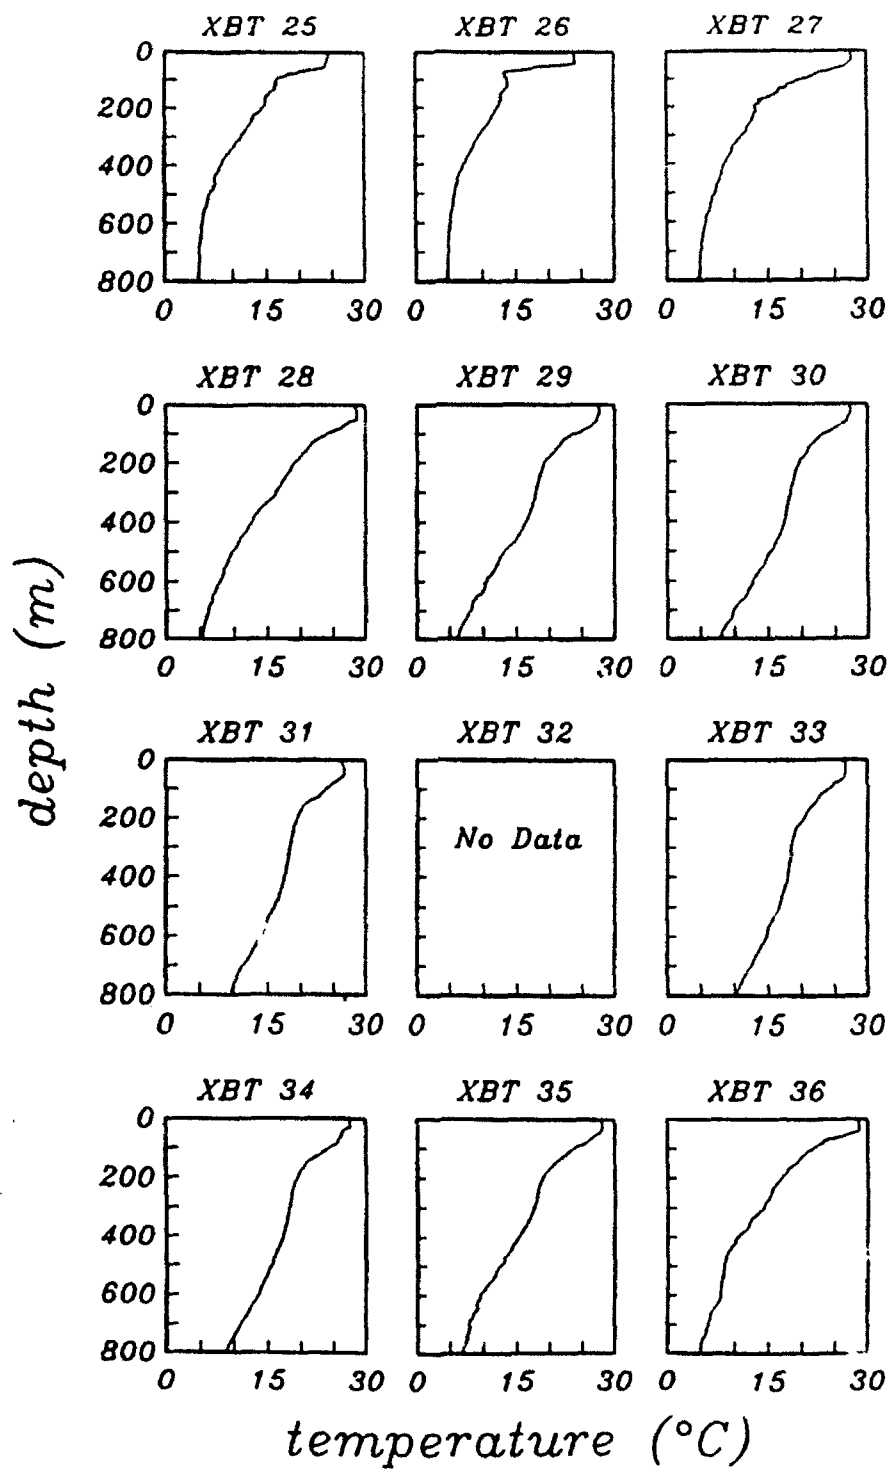 XBT 25 XBT 26 XBT 27
0
200
400
600
800
0 15 30 0 15 30 0 15 30
XBT 28 XBT 29 XBT 30
0
200
400
600
800
0 15 30 0 15 30 0 15 30
depth (m)
XBT 31 XBT 32 XBT 33
0
200
No Data
400
600
800
0 15 30 0 15 30 0 15 30
XBT 34 XBT 35 XBT 36
0
200
400
600
800
0 15 30 0 15 30 0 15 30
temperature (°C)